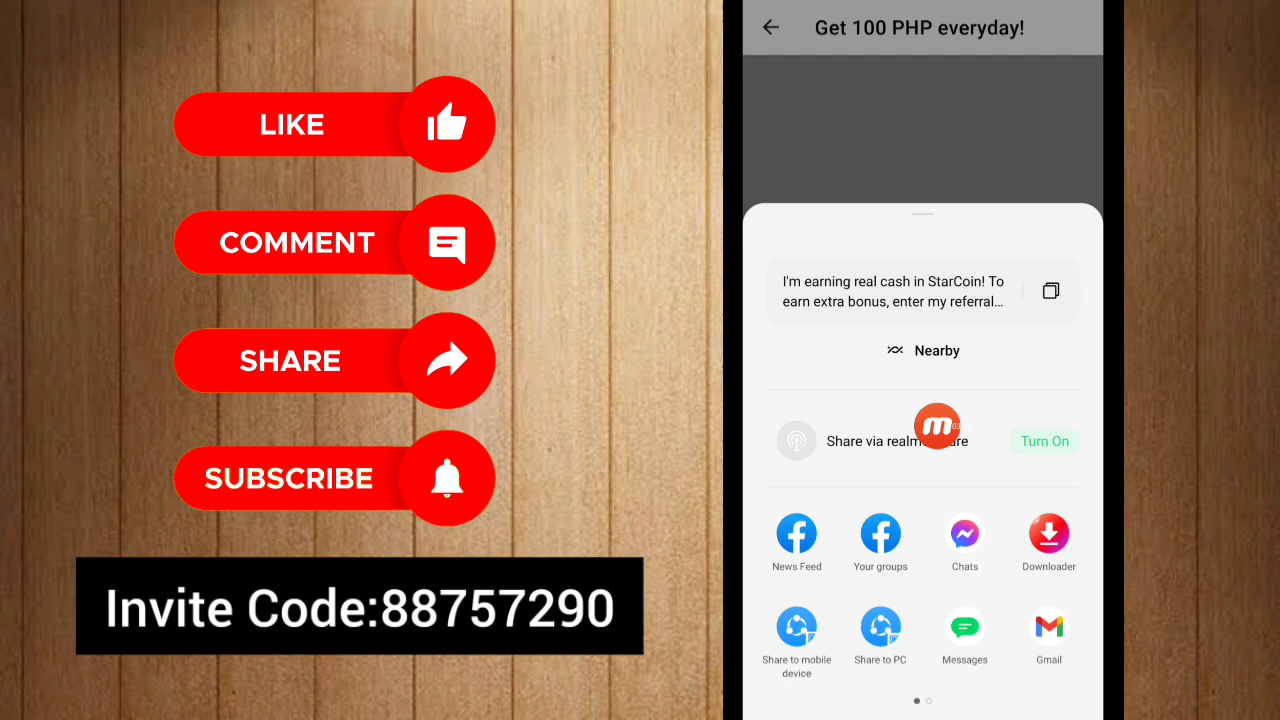 LIKE
COMMENT
SHARE
SUBSCRIBE
Invite Code:88757290
Get 100 PHP everyday!
I'm earning real cash in StarCoin! To
earn extra bonus, enter my referral...
Nearby
Share via
Turn On
News Feed
Your groups
Chats
Downloader
Share to mobile
device
Share to PC
Messages
Gmail